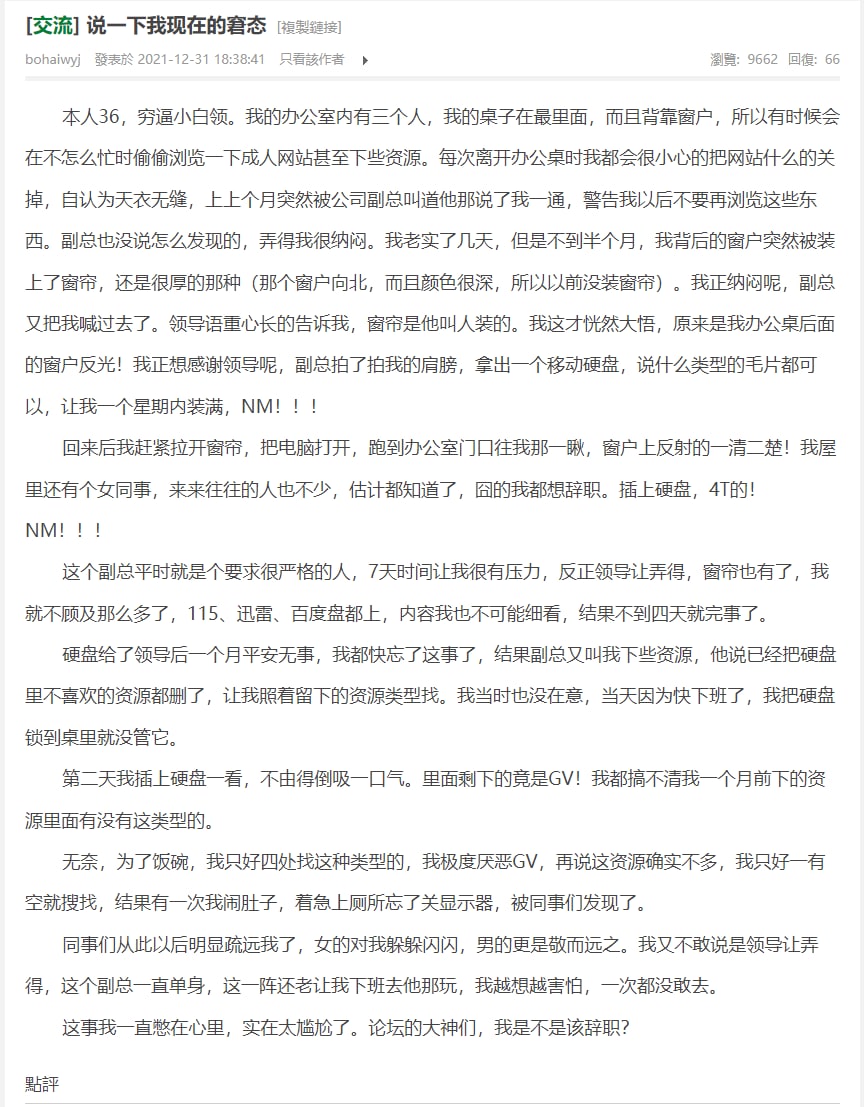 [交流] 说一下我现在的窘态 [複製鏈接]
bohaiwyj 發表於 2021-12-31 18:38:41 只看該作者 瀏覽: 9662 回復: 66
本人36，穷逼小白领。我的办公室内有三个人，我的桌子在最里面，而且背靠窗户，所以有时候会
在不怎么忙时偷偷浏览一下成人网站甚至下些资源。每次离开办公桌时我都会很小心的把网站什么的关
掉，自认为天衣无缝，上上个月突然被公司副总叫道他那说了我一通，警告我以后不要再浏览这些东
西。副总也没说怎么发现的，弄得我很纳闷。我老实了几天，但是不到半个月，我背后的窗户突然被装
上了窗帘，还是很厚的那种（那个窗户向北，而且颜色很深，所以以前没装窗帘）。我正纳闷呢，副总
又把我喊过去了。领导语重心长的告诉我，窗帘是他叫人装的。我这才恍然大悟，原来是我办公桌后面
的窗户反光！我正想感谢领导呢，副总拍了拍我的肩膀，拿出一个移动硬盘，说什么类型的毛片都可
以，让我一个星期内装满，NM！！！
回来后我赶紧拉开窗帘，把电脑打开，跑到办公室门口往我那一瞅，窗户上反射的一清二楚！我屋
里还有个女同事，来来往往的人也不少，估计都知道了，囧的我都想辞职。插上硬盘，4T的！
NM！！！
这个副总平时就是个要求很严格的人，7天时间让我很有压力，反正领导让弄得，窗帘也有了，我
就不顾及那么多了，115、迅雷、百度盘都上，内容我也不可能细看，结果不到四天就完事了。
硬盘给了领导后一个月平安无事，我都快忘了这事了，结果副总又叫我下些资源，他说已经把硬盘
里不喜欢的资源都删了，让我照着留下的资源类型找。我当时也没在意，当天因为快下班了，我把硬盘
锁到桌里就没管它。
第二天我插上硬盘一看，不由得倒吸一口气。里面剩下的竟是GV！我都搞不清我一个月前下的资
源里面有没有这类型的。
无奈，为了饭碗，我只好四处找这种类型的，我极度厌恶GV，再说这资源确实不多，我只好一有
空就搜找，结果有一次我闹肚子，着急上厕所忘了关显示器，被同事们发现了。
同事们从此以后明显疏远我了，女的对我躲躲闪闪，男的更是敬而远之。我又不敢说是领导让弄
得，这个副总一直单身，这一阵还老让我下班去他那玩，我越想越害怕，一次都没敢去。
这事我一直憋在心里，实在太尴尬了。论坛的大神们，我是不是该辞职？
點評